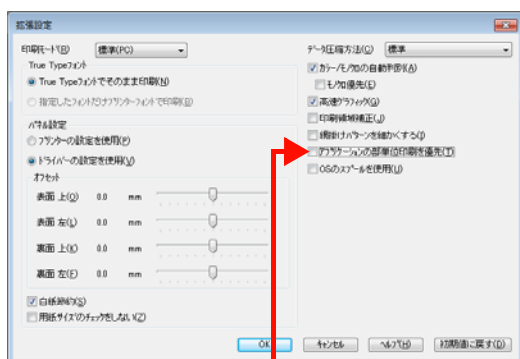 拡張設定
印刷モード(B) 標準(PC)
True Typeフォント
True Typeフォントでそのまま印刷(N)
指定したフォントだけプリンターフォントで印刷(B)
パネル設定
プリンターの設定を使用(P)
ドライバーの設定を使用(V)
オフセット
表面 上(O) 0.0 mm
表面 左(L) 0.0 mm
裏面 上(K) 0.0 mm
裏面 左(F) 0.0 mm
白紙節約(S)
用紙サイズのチェックをしない(Z)
データ圧縮方法(C) 標準
カラー/モノクロの自動判別(A)
モノクロ優先(E)
高速グラフィック(G)
印刷領域補正(J)
網掛けパターンを細かくする(I)
アプリケーションの部単位印刷を優先(T)
OSのスプールを使用(U)
OK キャンセル ヘルプ(H) 初期値に戻す(D)